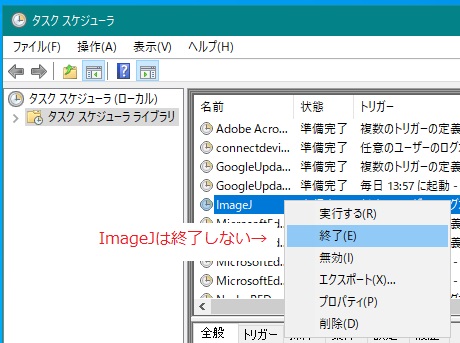 タスク スケジューラ
ファイル(F) 操作(A) 表示(V) ヘルプ(H)
タスク スケジューラ (ローカル)
タスク スケジューラ ライブラリ
名前 状態 トリガー
Adobe Acro... 準備完了 複数のトリガーの定義
connectdevi... 準備完了 任意のユーザーのログ
GoogleUpda... 準備完了 複数のトリガーの定義
GoogleUpda... 準備完了 毎日 13:57 に起動 -
ImageJ
MicrosoftEd...
MicrosoftEd...
実行する(R)
終了(E)
無効(I)
エクスポート(X)...
プロパティ(P)
削除(D)
ImageJは終了しない→
全般 トリガー